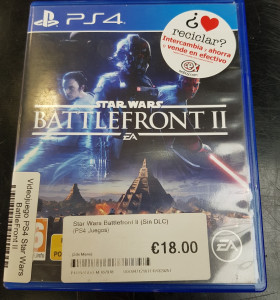 PS4
¿
reciclar?
Intercambia y ahorra
o vende en efectivo
STAR WARS
BATTLEFRONT II
EA
Videojuego PS4 Star Wars
Battlefront II
Star Wars Battlefront II (Sin DLC)
(PS4 Juegos)
€18.00
EA